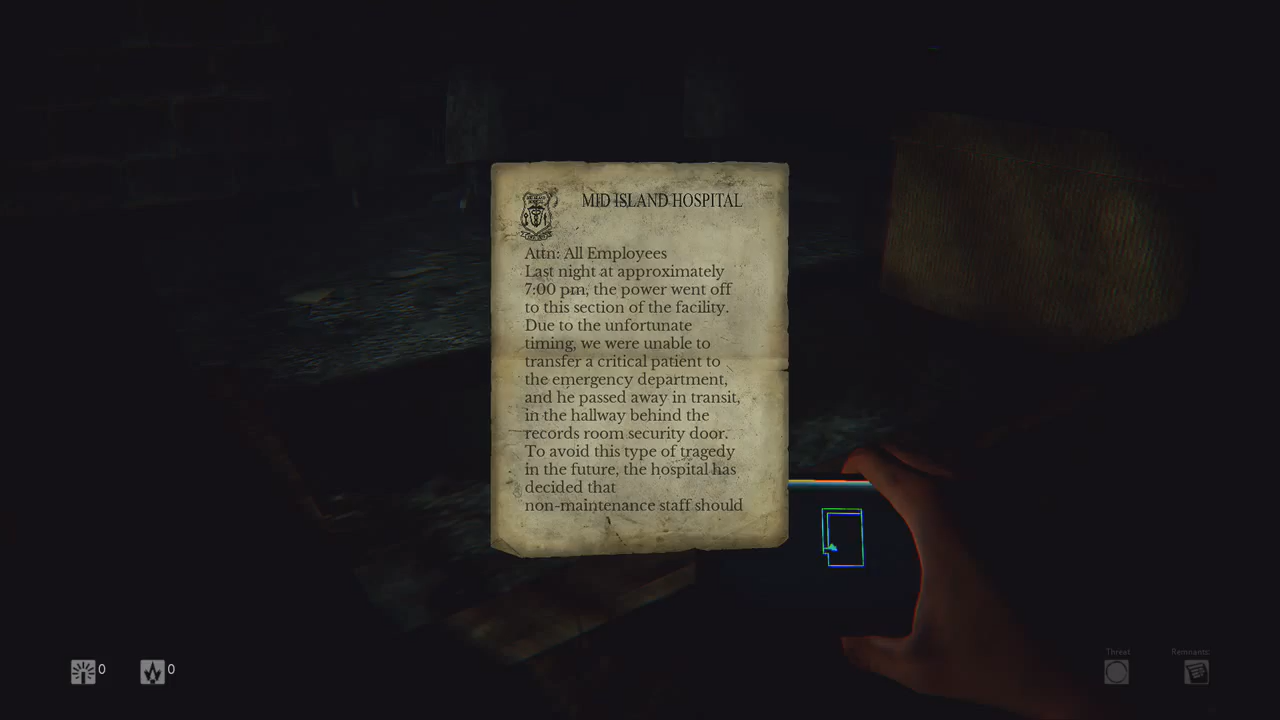 MID ISLAND HOSPITAL
Attn: All Employees
Last night at approximately
7:00 pm, the power went off
to this section of the facility.
Due to the unfortunate
timing, we were unable to
transfer a critical patient to
the emergency department,
and he passed away in transit,
in the hallway behind the
records room security door.
To avoid this type of tragedy
in the future, the hospital has
decided that
non-maintenance staff should
0
0
Threat
Remnants